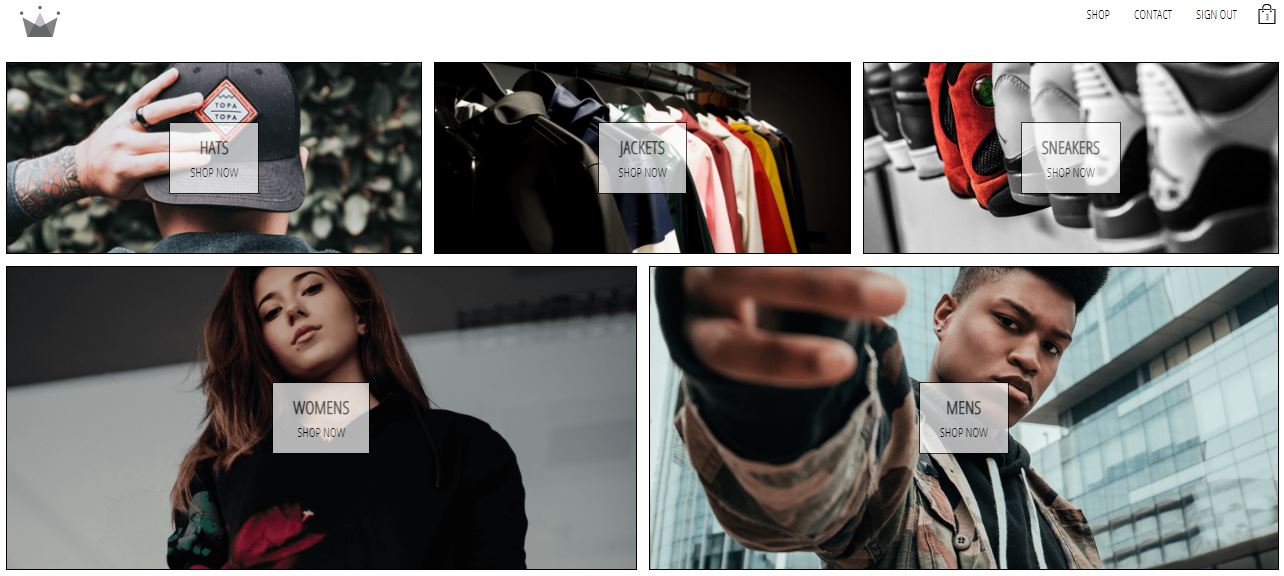 SHOP CONTACT SIGN OUT 3
TOPA
TOPA
HATS
SHOP NOW
JACKETS
SHOP NOW
SNEAKERS
SHOP NOW
WOMENS
SHOP NOW
MENS
SHOP NOW